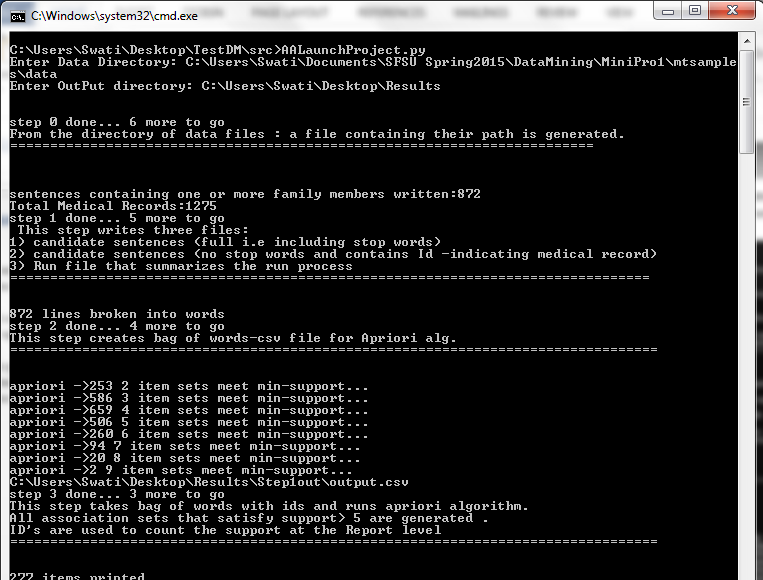 C:\Windows\system32\cmd.exe
C:\Users\Swati\Desktop\TestDM\src>AALaunchProject.py
Enter Data Directory: C:\Users\Swati\Documents\SFSU Spring2015\DataMining\MiniPro1\mtsample
s\data
Enter OutPut directory: C:\Users\Swati\Desktop\Results
step 0 done... 6 more to go
From the directory of data files : a file containing their path is generated.
=========================================================================
sentences containing one or more family members written:872
Total Medical Records:1275
step 1 done... 5 more to go
This step writes three files:
1) candidate sentences (full i.e including stop words)
2) candidate sentences (no stop words and contains Id -indicating medical record)
3) Run file that summarizes the run process
================================================================================
872 lines broken into words
step 2 done... 4 more to go
This step creates bag of words-csv file for Apriori alg.
=================================================================================
apriori ->253 2 item sets meet min-support...
apriori ->586 3 item sets meet min-support...
apriori ->659 4 item sets meet min-support...
apriori ->506 5 item sets meet min-support...
apriori ->260 6 item sets meet min-support...
apriori ->94 7 item sets meet min-support...
apriori ->20 8 item sets meet min-support...
apriori ->2 9 item sets meet min-support...
C:\Users\Swati\Desktop\Results\Step1out\output.csv
step 3 done... 3 more to go
This step takes bag of words with ids and runs apriori algorithm.
All association sets that satisfy support> 5 are generated .
ID's are used to count the support at the Report level
=================================================================================
277 items printed